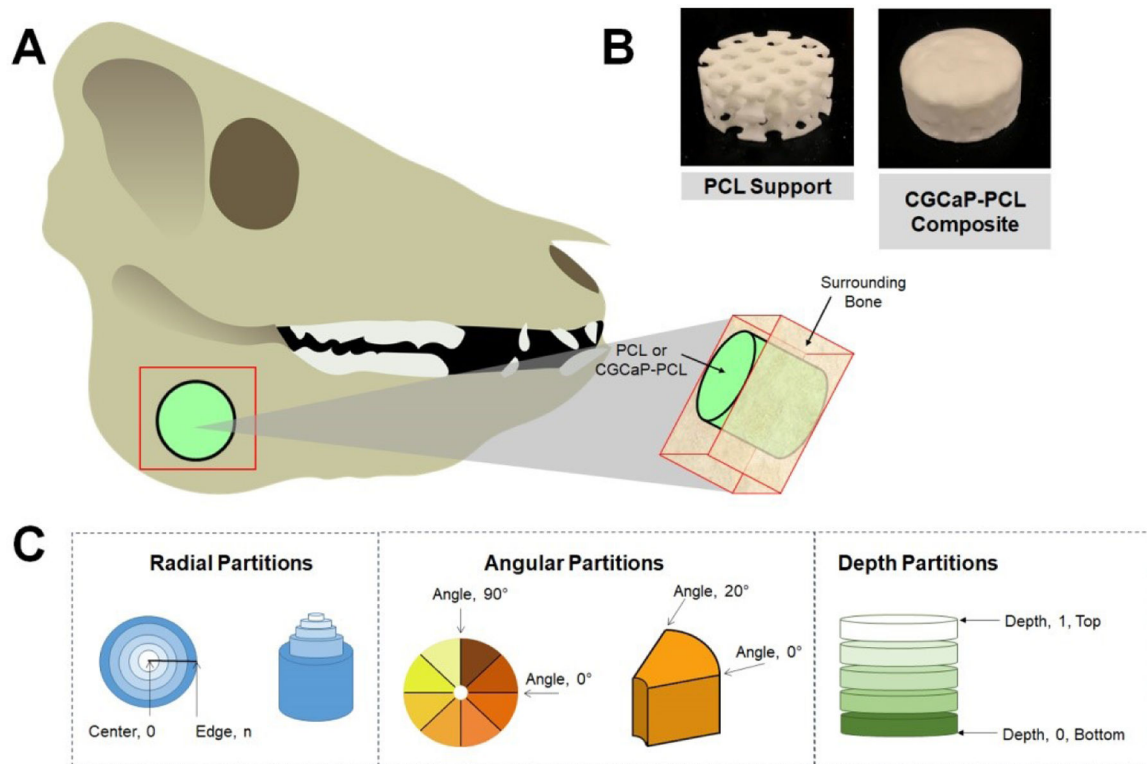 A
B
PCL Support
CGCaP-PCL
Composite
Surrounding
Bone
PCL or
CGCaP-PCL
C
Radial Partitions
Center, 0
Edge, n
Angular Partitions
Angle, 90°
Angle, 0°
Angle, 20°
Angle, 0°
Depth Partitions
Depth, 1, Top
Depth, 0, Bottom